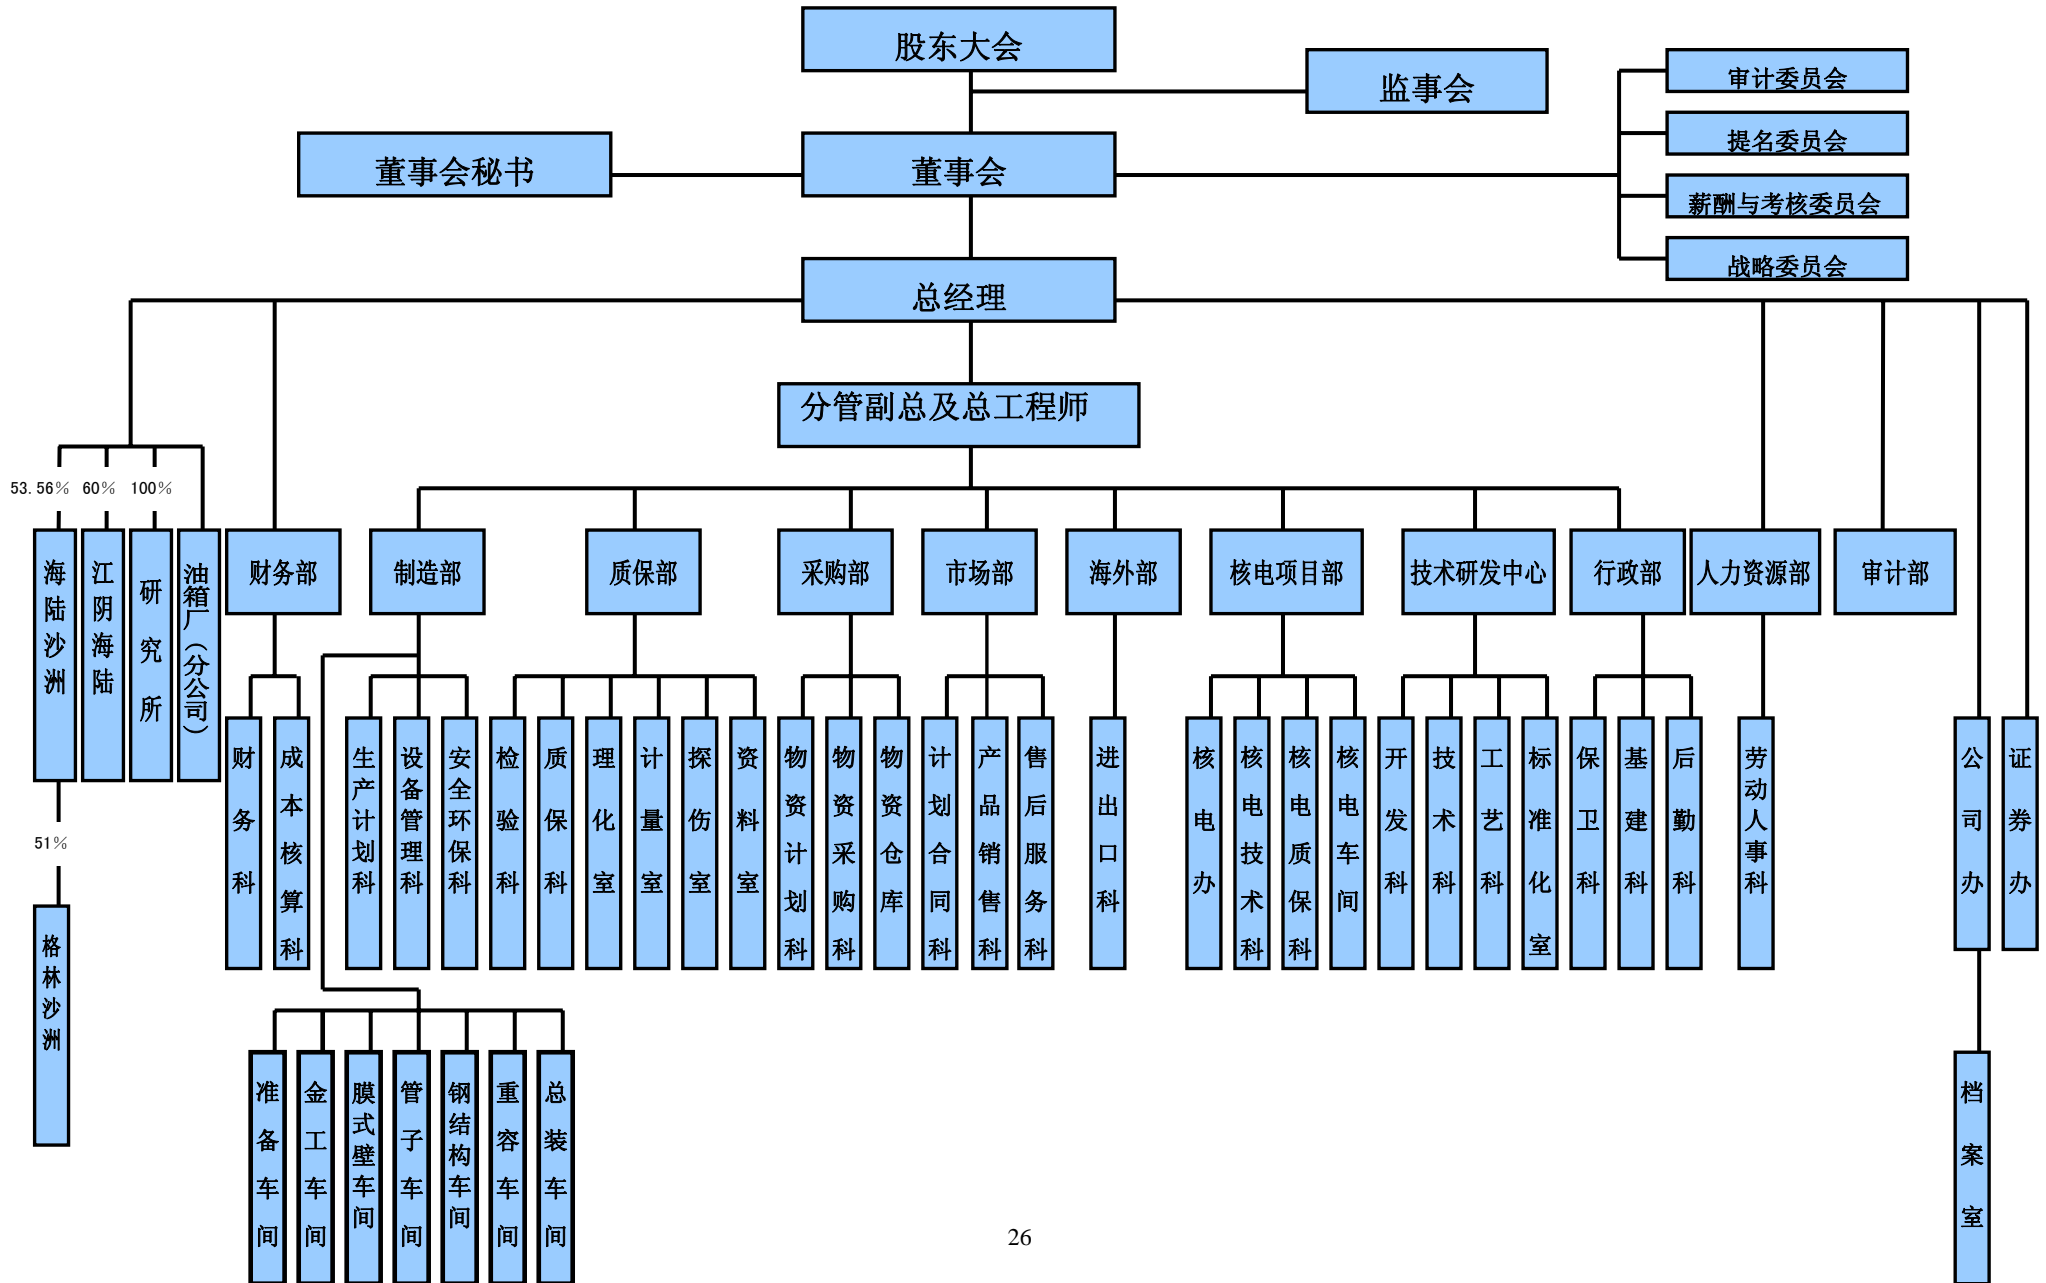 股东大会
监事会
审计委员会
提名委员会
董事会秘书
董事会
薪酬与考核委员会
战略委员会
总经理
分管副总及总工程师
53.56%
60%
100%
海陆沙洲
江阴海陆
研究所
油箱厂（分公司）
财务部
制造部
质保部
采购部
市场部
海外部
核电项目部
技术研发中心
行政部
人力资源部
审计部
51%
格林沙洲
财务科
成本核算科
生产计划科
设备管理科
安全环保科
检验科
质保科
理化室
计量室
探伤室
资料室
物资计划科
物资采购科
物资仓库
计划合同科
产品销售科
售后服务科
进出口科
核电办
核电技术科
核电质保科
核电车间
开发科
技术科
工艺科
标准化室
保卫科
基建科
后勤科
劳动人事科
公司办
证券办
准备车间
金工车间
膜式壁车间
管子车间
钢结构车间
重容车间
总装车间
档案室
26